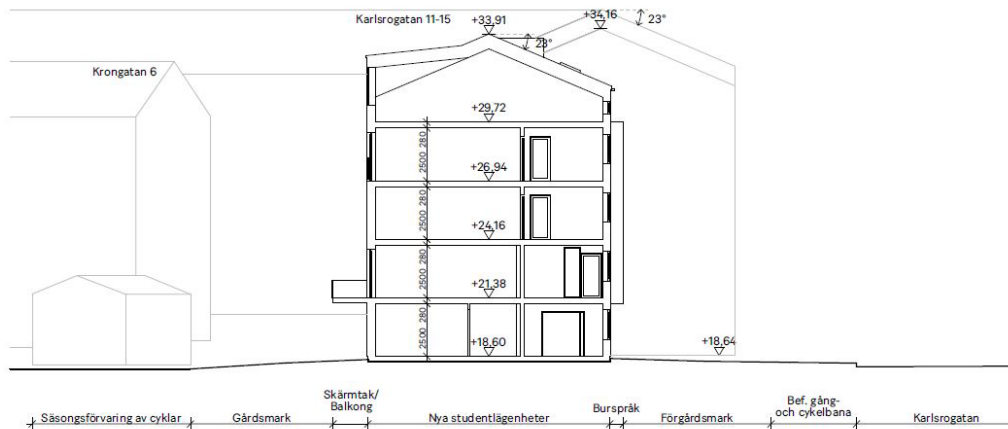 Karlsrogatan 11-15
+33,91
+34,16
23°
23°
Krongatan 6
+29,72
280
2500
+26,94
280
2500
+24,16
280
2500
+21,38
280
2500
+18,60
+18,64
Skärmtak/
Balkong
Bef. gång-
och cykelbana
Säsongsförvaring av cyklar
Gårdsmark
Nya studentlägenheter
Burspråk
Förgårdsmark
Karlsrogatan